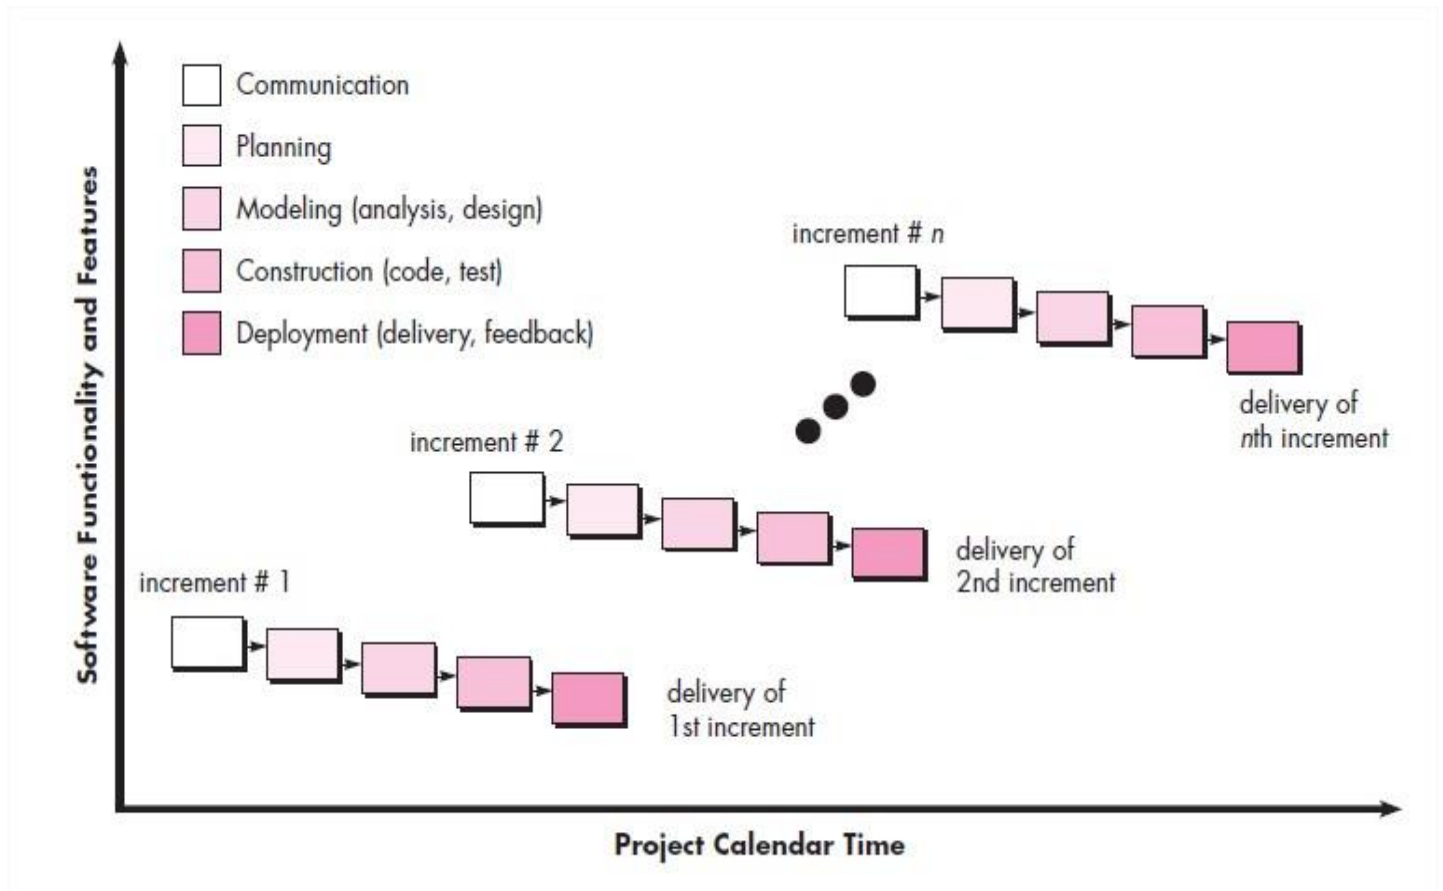 Communication
Planning
Modeling (analysis, design)
Construction (code, test)
Deployment (delivery, feedback)
Software Functionality and Features
increment # n
delivery of
nth increment
increment # 2
delivery of
2nd increment
increment # 1
delivery of
1st increment
Project Calendar Time